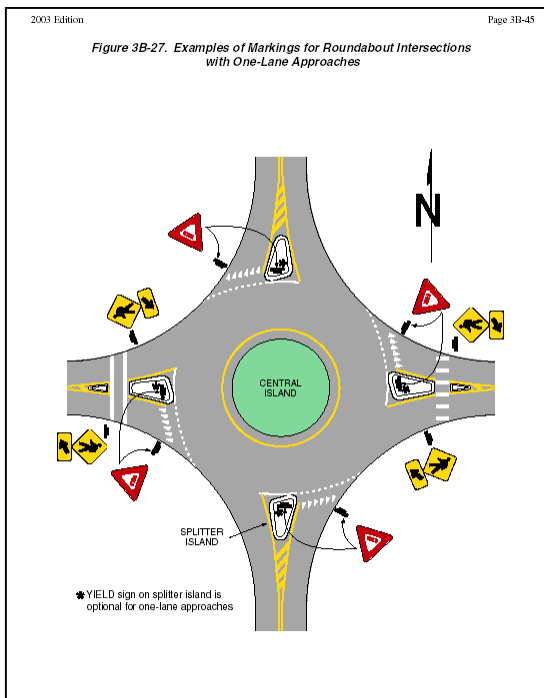 2003 Edition
Page 3B-45
Figure 3B-27. Examples of Markings for Roundabout Intersections
with One-Lane Approaches
N
CENTRAL
ISLAND
SPLITTER
ISLAND
* YIELD sign on splitter island is
optional for one-lane approaches